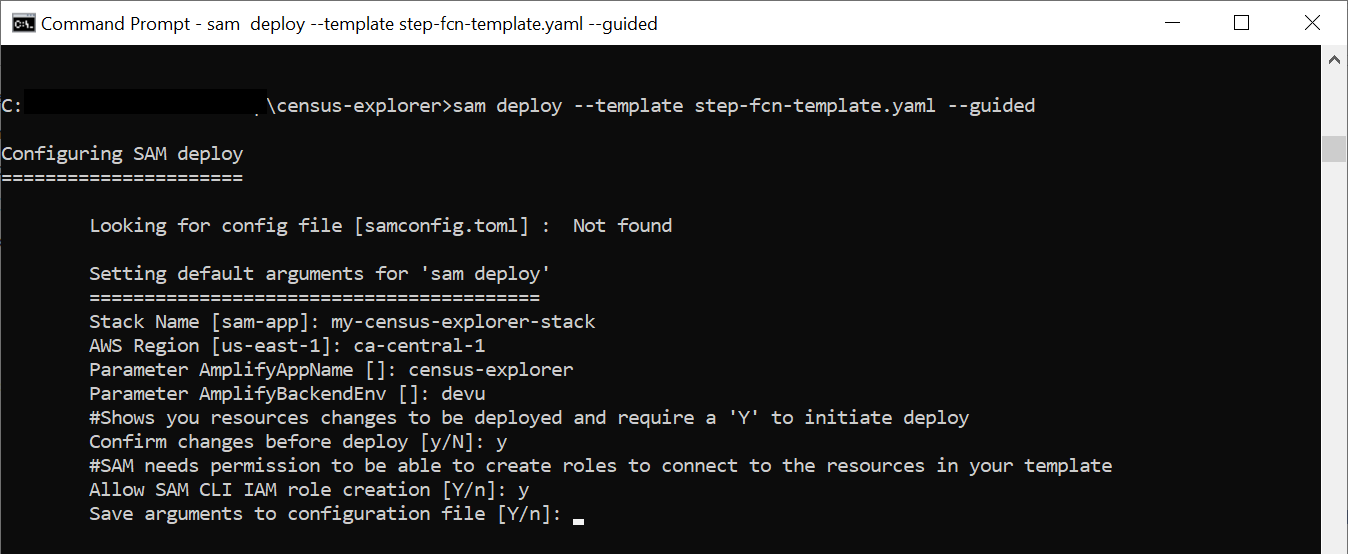 Command Prompt - sam  deploy --template step-fcn-template.yaml --guided
C:\census-explorer>sam deploy --template step-fcn-template.yaml --guided
Configuring SAM deploy
======================
Looking for config file [samconfig.toml] :  Not found
Setting default arguments for 'sam deploy'
=========================================
Stack Name [sam-app]: my-census-explorer-stack
AWS Region [us-east-1]: ca-central-1
Parameter AmplifyAppName []: census-explorer
Parameter AmplifyBackendEnv []: devu
#Shows you resources changes to be deployed and require a 'Y' to initiate deploy
Confirm changes before deploy [y/N]: y
#SAM needs permission to be able to create roles to connect to the resources in your template
Allow SAM CLI IAM role creation [Y/n]: y
Save arguments to configuration file [Y/n]: